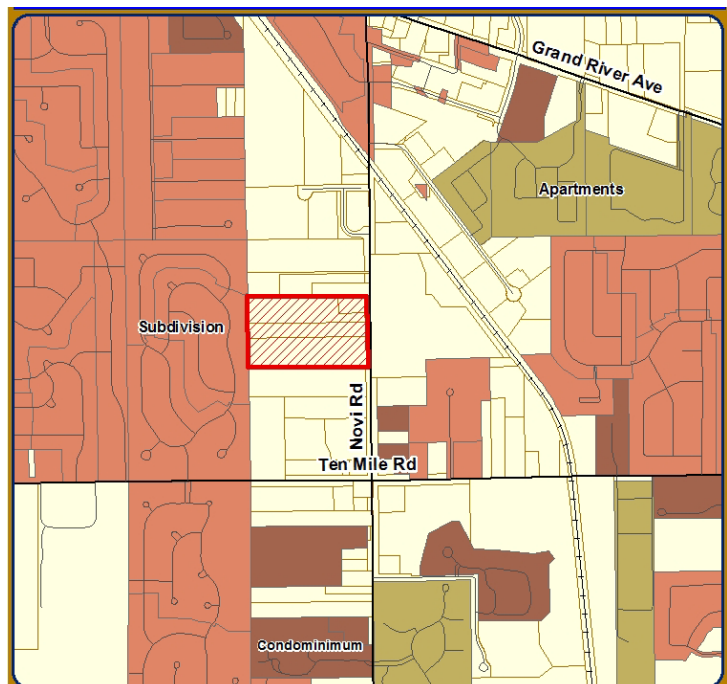 Grand River Ave
Apartments
Subdivision
Novi Rd
Ten Mile Rd
Condominimum